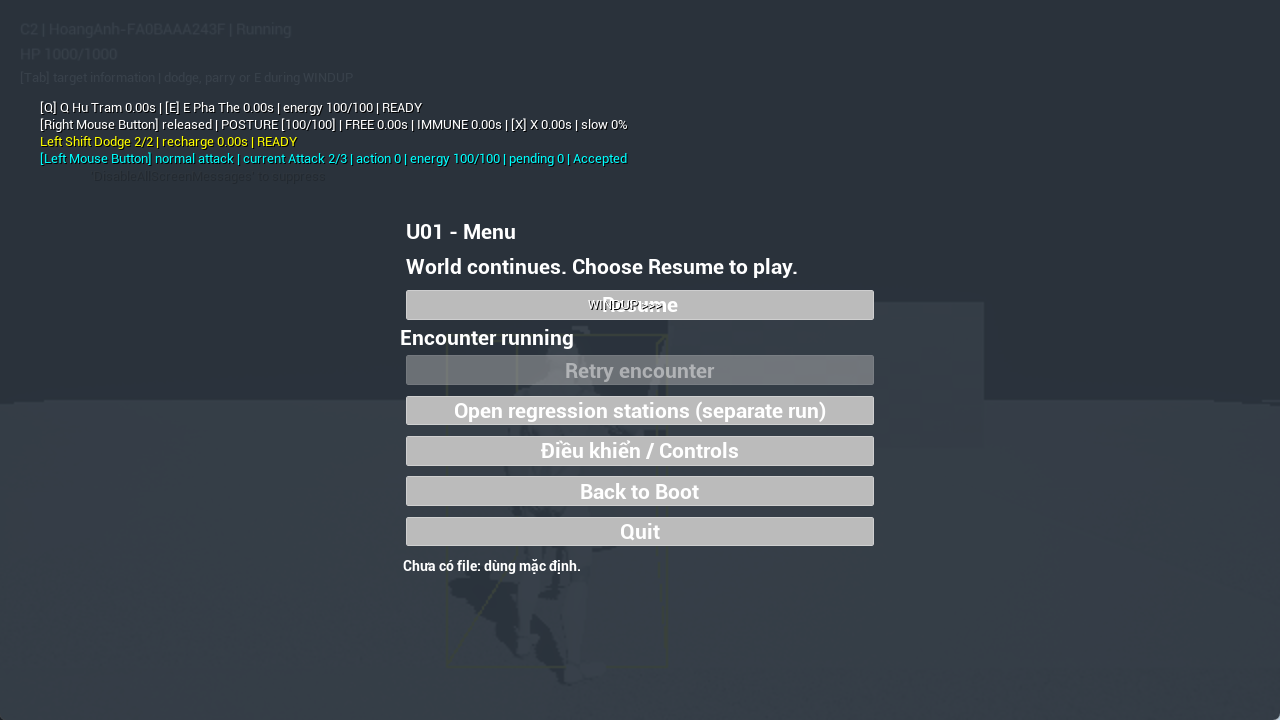 C2 | HoangAnh-FA0BAAA243F | Running
HP 1000/1000
[Tab] target information | dodge, parry or E during WINDUP
[Q] Q Hu Tram 0.00s | [E] E Pha The 0.00s | energy 100/100 | READY
[Right Mouse Button] released | POSTURE [100/100] | FREE 0.00s | IMMUNE 0.00s | [X] X 0.00s | slow 0%
Left Shift Dodge 2/2 | recharge 0.00s | READY
[Left Mouse Button] normal attack | current Attack 2/3 | action 0 | energy 100/100 | pending 0 | Accepted
'DisableAllScreenMessages' to suppress
U01 - Menu
World continues. Choose Resume to play.
Resume
WINDUP >>>
Encounter running
Retry encounter
Open regression stations (separate run)
Điều khiển / Controls
Back to Boot
Quit
Chưa có file: dùng mặc định.